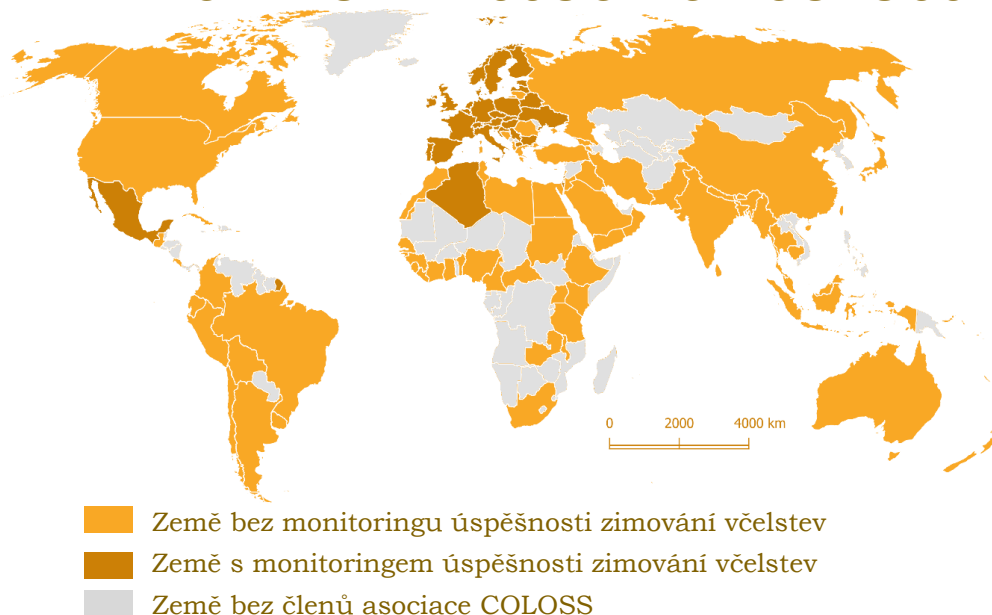 0 2000 4000 km
Země bez monitoringu úspěšnosti zimování včelstev
Země s monitoringem úspěšnosti zimování včelstev
Země bez členů asociace COLOSS